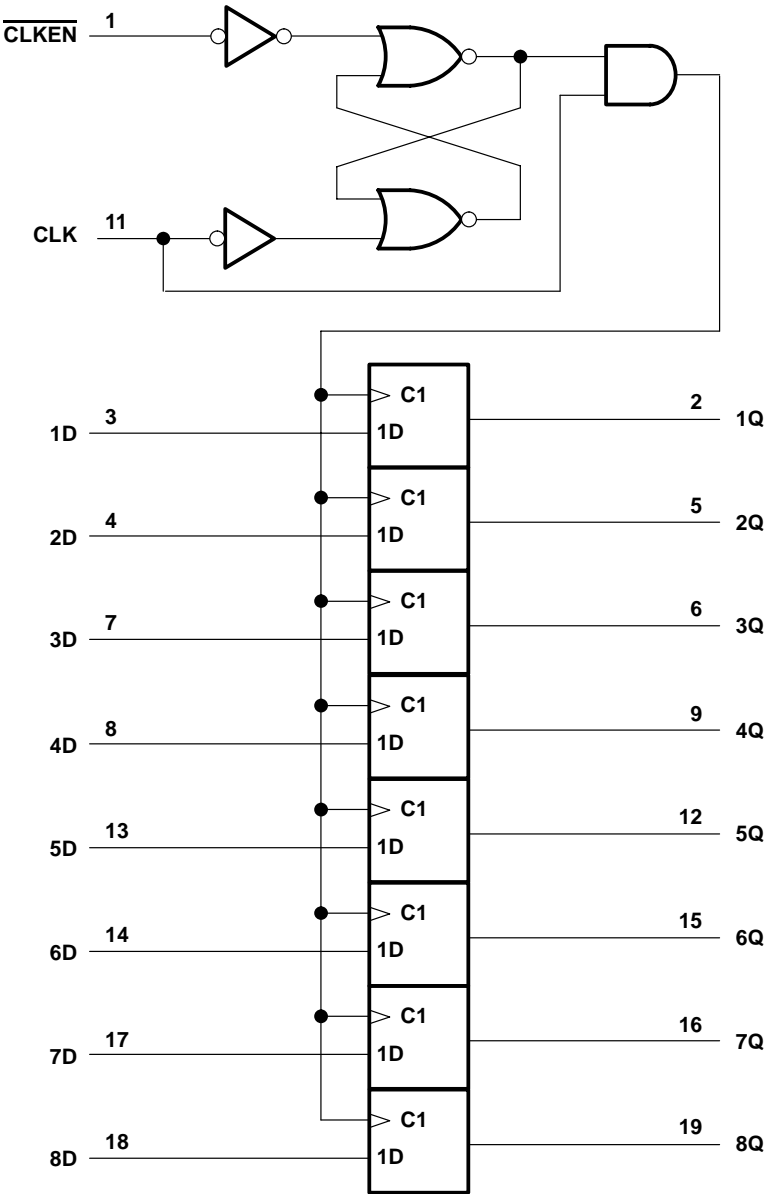 CLKEN 1
CLK 11
C1
1D 3 1D 2 1Q
C1
2D 4 1D 5 2Q
C1
3D 7 1D 6 3Q
C1
4D 8 1D 9 4Q
C1
5D 13 1D 12 5Q
C1
6D 14 1D 15 6Q
C1
7D 17 1D 16 7Q
C1
8D 18 1D 19 8Q